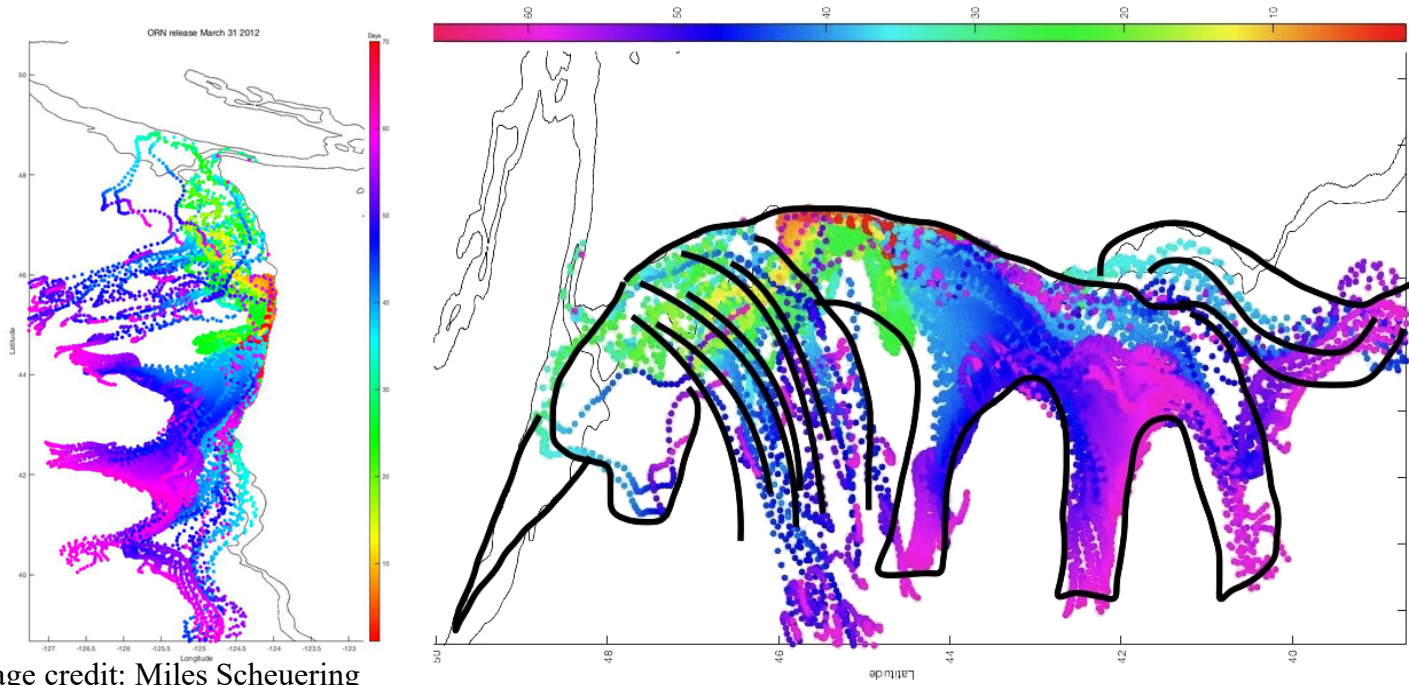 ORN release March 31 2012
Days
70
60
50
40
30
20
10
50
48
46
44
42
40
Latitude
-127 -126.5 -126 -125.5 -125 -124.5 -124 -123.5 -123
Longitude
age credit: Miles Scheuering
60 50 40 30 20 10
50 48 46 44 42 40
Latitude